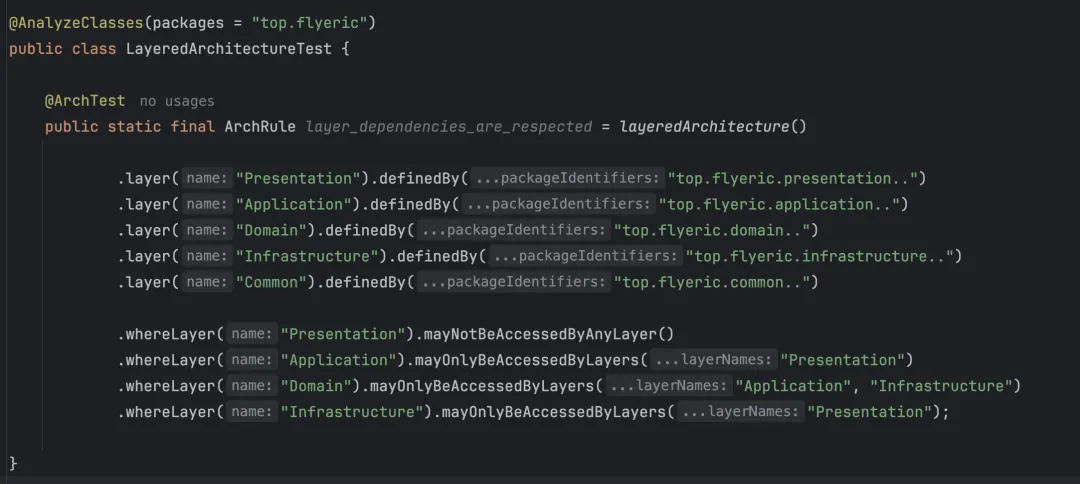 @AnalyzeClasses(packages = "top.flyeric")
public class LayeredArchitectureTest {
@ArchTest no usages
public static final ArchRule layer_dependencies_are_respected = layeredArchitecture()
.layer( name: "Presentation").definedBy( ...packageIdentifiers: "top.flyeric.presentation..")
.layer( name: "Application").definedBy( ...packageIdentifiers: "top.flyeric.application..")
.layer( name: "Domain").definedBy( ...packageIdentifiers: "top.flyeric.domain..")
.layer( name: "Infrastructure").definedBy( ...packageIdentifiers: "top.flyeric.infrastructure..")
.layer( name: "Common").definedBy( ...packageIdentifiers: "top.flyeric.common..")
.whereLayer( name: "Presentation").mayNotBeAccessedByAnyLayer()
.whereLayer( name: "Application").mayOnlyBeAccessedByLayers( ...layerNames: "Presentation")
.whereLayer( name: "Domain").mayOnlyBeAccessedByLayers( ...layerNames: "Application", "Infrastructure")
.whereLayer( name: "Infrastructure").mayOnlyBeAccessedByLayers( ...layerNames: "Presentation");
}